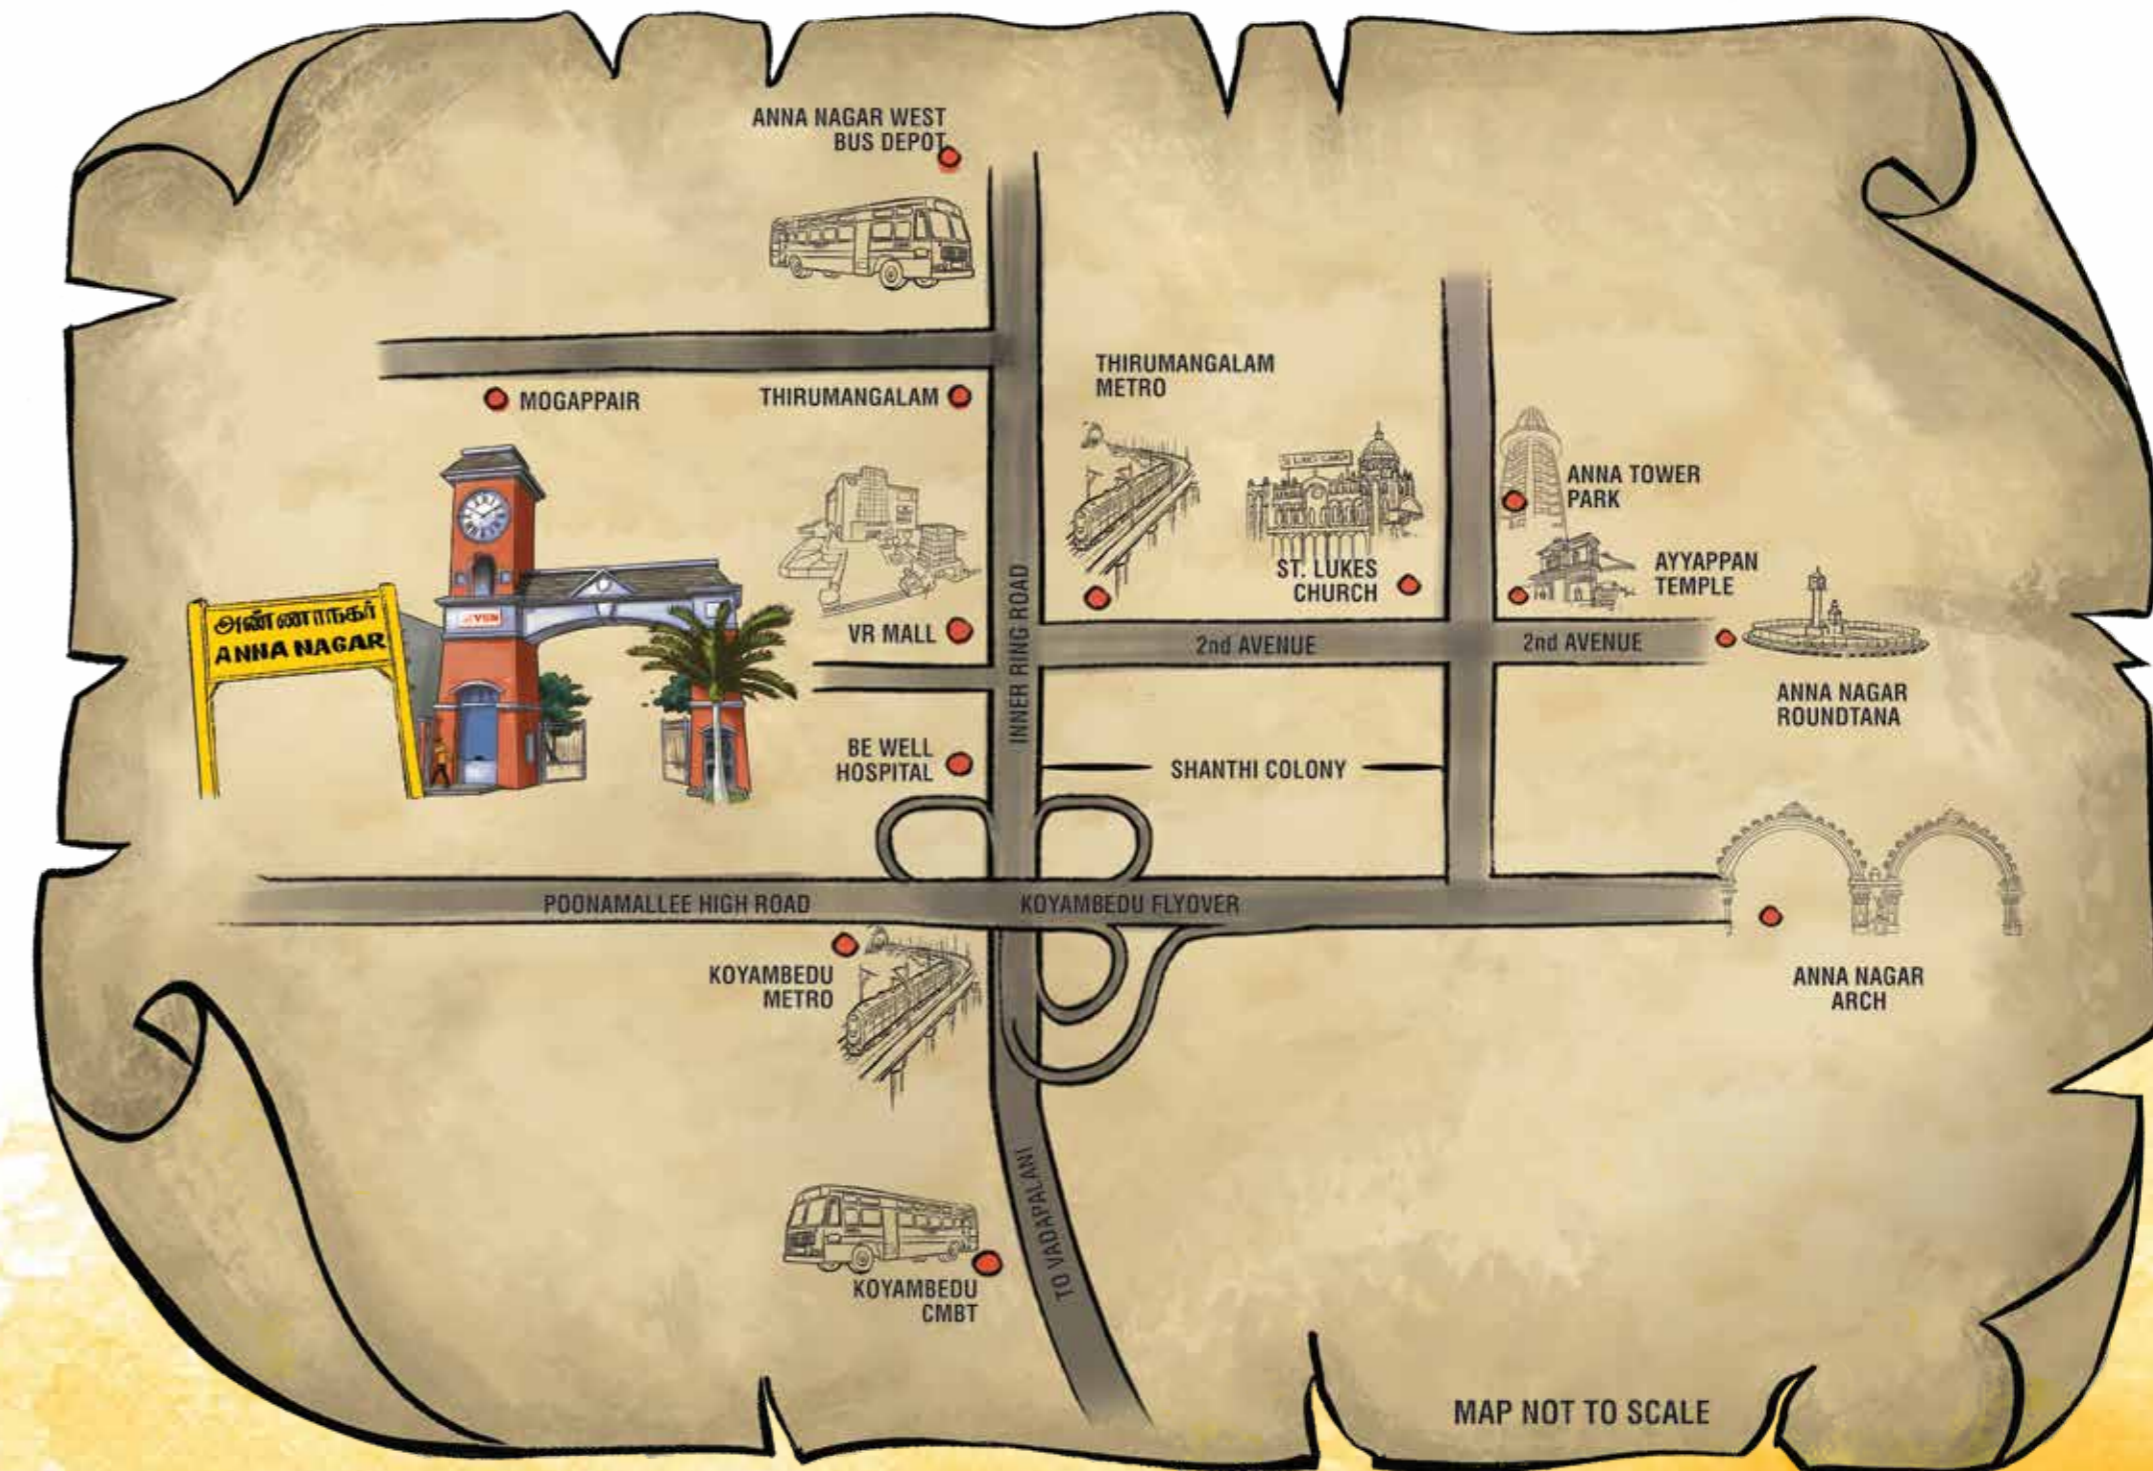 ANNA NAGAR WEST
BUS DEPOT
MOGAPPAIR
THIRUMANGALAM
THIRUMANGALAM
METRO
ANNA TOWER
PARK
ST. LUKES
CHURCH
AYYAPPAN
TEMPLE
அண்ணாநகர்
ANNA NAGAR
VR MALL
INNER RING ROAD
2nd AVENUE
2nd AVENUE
ANNA NAGAR
ROUNDTANA
BE WELL
HOSPITAL
SHANTHI COLONY
POONAMALLEE HIGH ROAD
KOYAMBEDU FLYOVER
KOYAMBEDU
METRO
ANNA NAGAR
ARCH
TO VADAPALANI
KOYAMBEDU
CMBT
MAP NOT TO SCALE